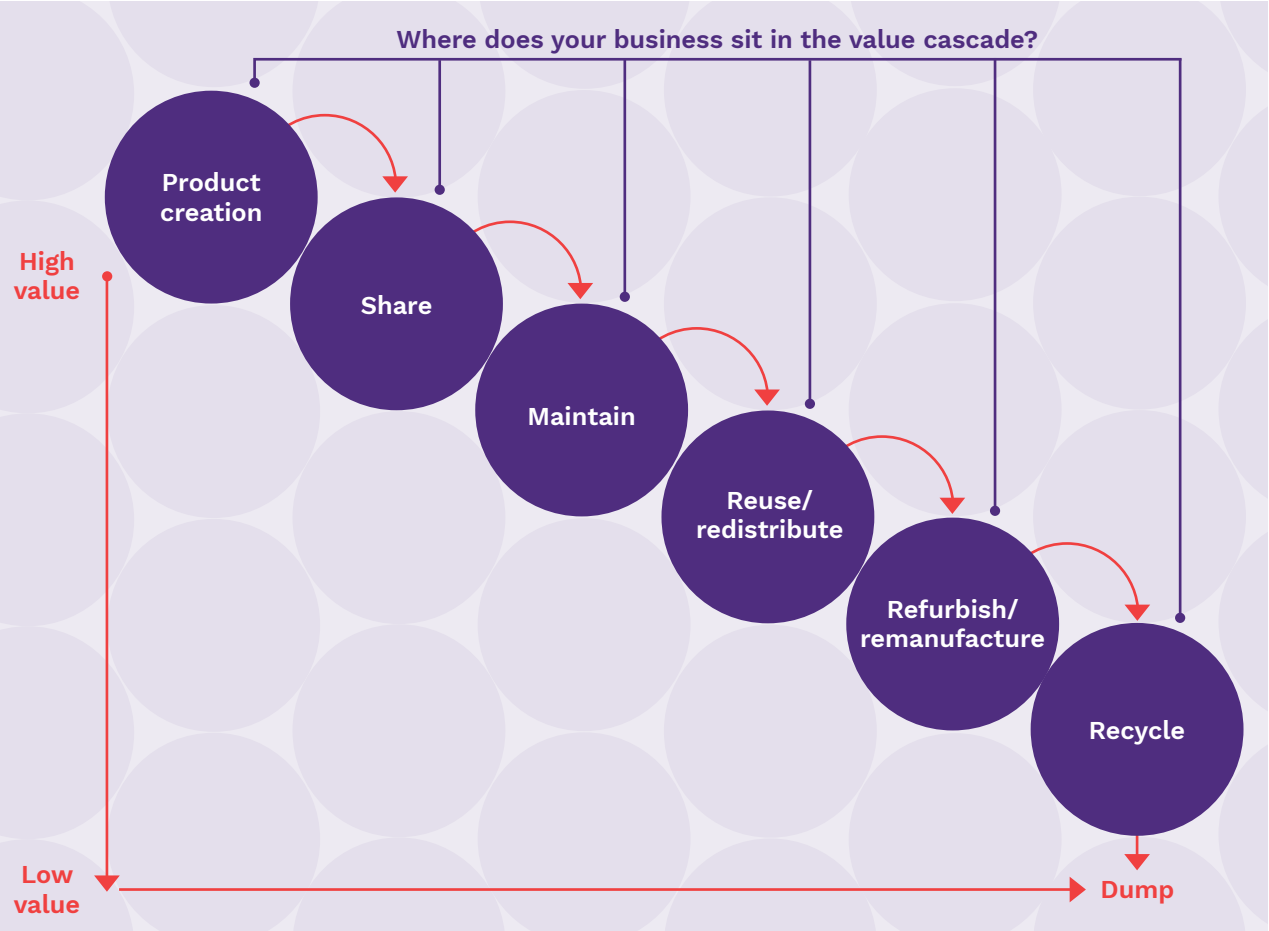 Where does your business sit in the value cascade?
Product
creation
High
value
Share
Maintain
Reuse/
redistribute
Refurbish/
remanufacture
Recycle
Low
value
Dump